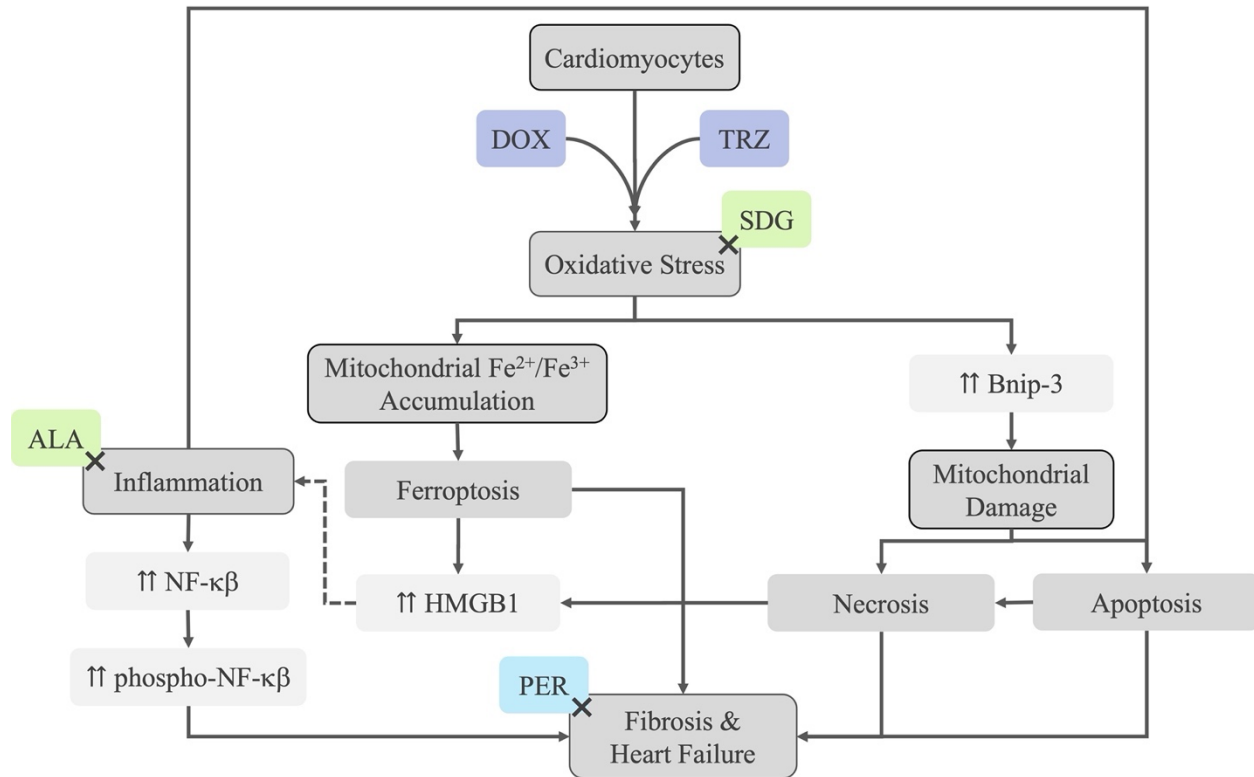 Cardiomyocytes
DOX
TRZ
SDG
Oxidative Stress
Mitochondrial Fe²⁺/Fe³⁺
Accumulation
⇈ Bnip-3
ALA
Inflammation
Ferroptosis
Mitochondrial
Damage
⇈ NF-κβ
⇈ HMGB1
Necrosis
Apoptosis
⇈ phospho-NF-κβ
PER
Fibrosis &
Heart Failure